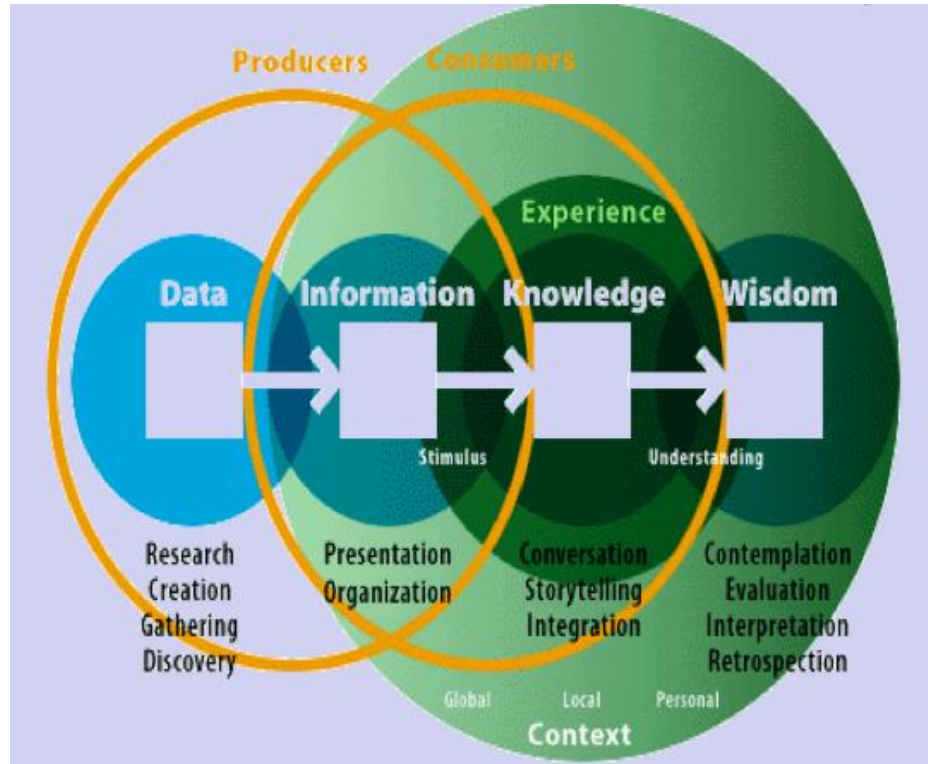 Producers Consumers
Experience
Data Information Knowledge Wisdom
Stimulus Understanding
Research
Creation
Gathering
Discovery
Presentation
Organization
Conversation
Storytelling
Integration
Contemplation
Evaluation
Interpretation
Retrospection
Global Local Personal
Context